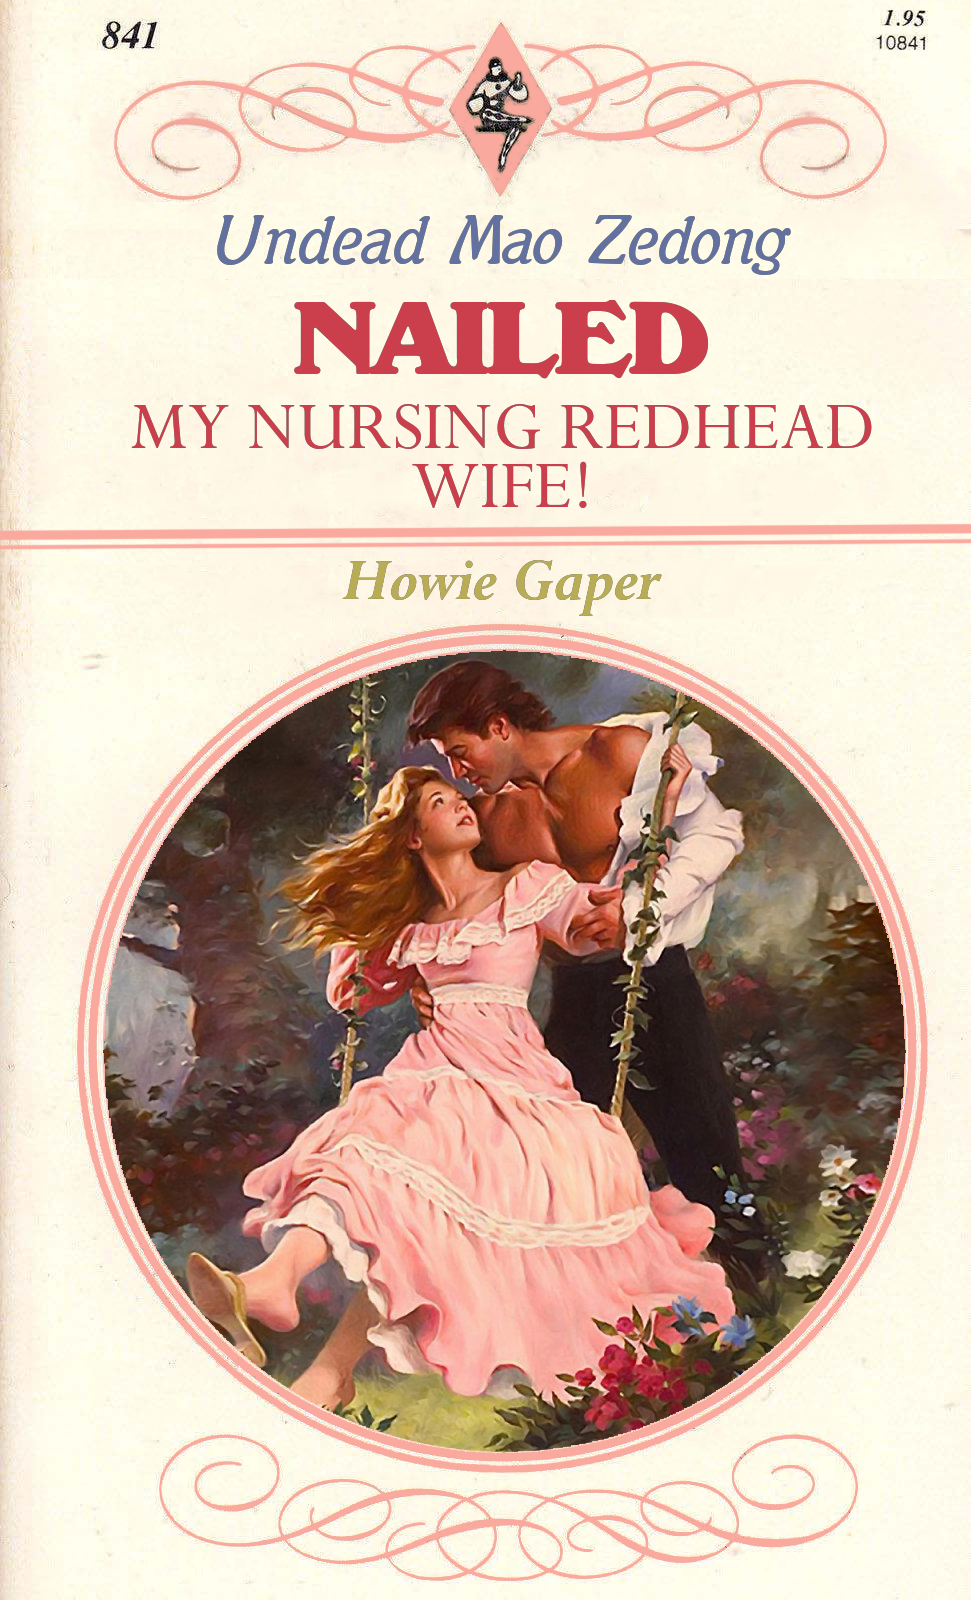 841
1.95
10841
Undead Mao Zedong
NAILED
MY NURSING REDHEAD
WIFE!
Howie Gaper